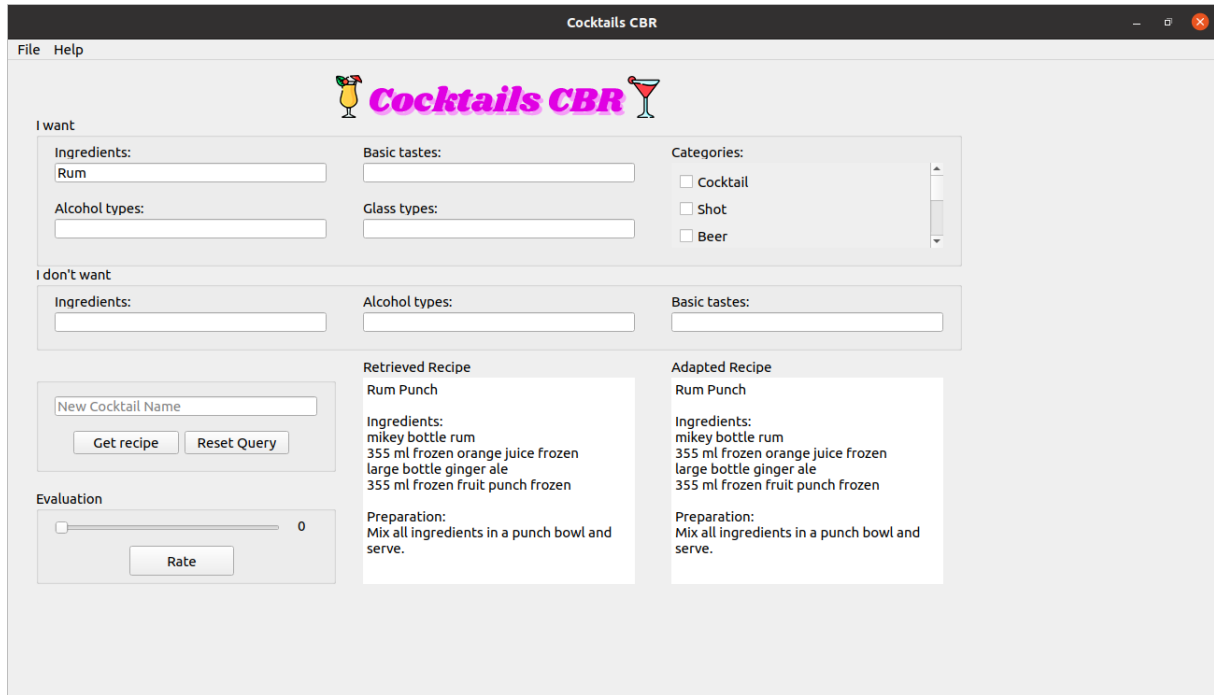 Cocktails CBR
File Help
Cocktails CBR
I want
Ingredients: Basic tastes: Categories:
Rum
Cocktail
Alcohol types: Glass types:
Shot
Beer
I don't want
Ingredients: Alcohol types: Basic tastes:
New Cocktail Name
Get recipe Reset Query
Evaluation
0
Rate
Retrieved Recipe
Rum Punch
Ingredients:
mikey bottle rum
355 ml frozen orange juice frozen
large bottle ginger ale
355 ml frozen fruit punch frozen
Preparation:
Mix all ingredients in a punch bowl and
serve.
Adapted Recipe
Rum Punch
Ingredients:
mikey bottle rum
355 ml frozen orange juice frozen
large bottle ginger ale
355 ml frozen fruit punch frozen
Preparation:
Mix all ingredients in a punch bowl and
serve.